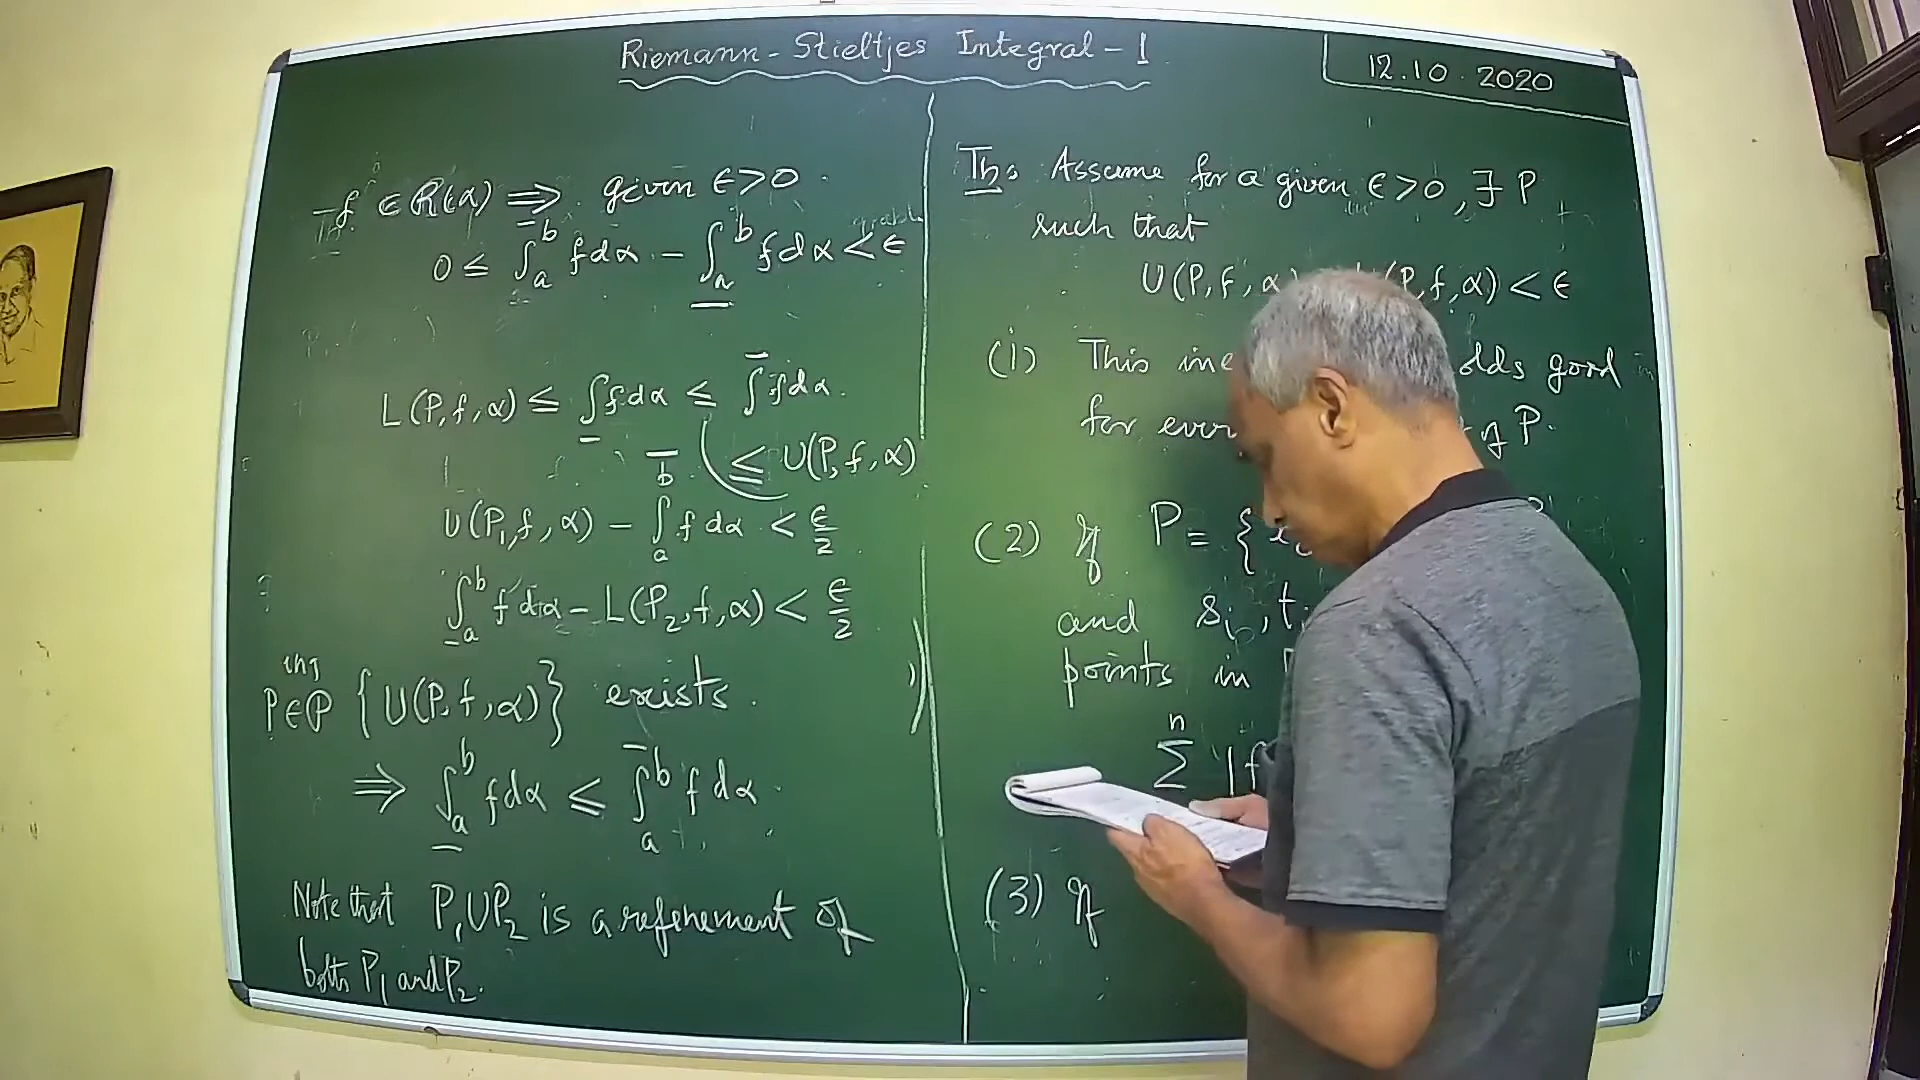 Riemann-Stieltjes Integral - 1
12.10.2020
f ∈ R(α) ⇒ given ϵ>0.
0 ≤ ∫̅_a^b f dα - ∫̲_a^b f dα < ϵ
L(P,f,α) ≤ ∫̲ f dα ≤ ∫̅ f dα.
≤ U(P,f,α)
U(P₁,f,α) - ∫̅_a^b f dα < ϵ/2
∫̲_a^b f dα - L(P₂,f,α) < ϵ/2
inf
P∈ℙ {U(P,f,α)} exists.
⇒ ∫̲_a^b f dα ≤ ∫̅_a^b f dα.
Note that P₁UP₂ is a refinement of
both P₁ and P₂.
Th: Assume for a given ϵ>0, ∃ P
such that
U(P,f,α) (P,f,α) < ϵ
(1) This good
for of P.
(2) If P = {
and sᵢ, t
points in
n
∑ |f
(3) If